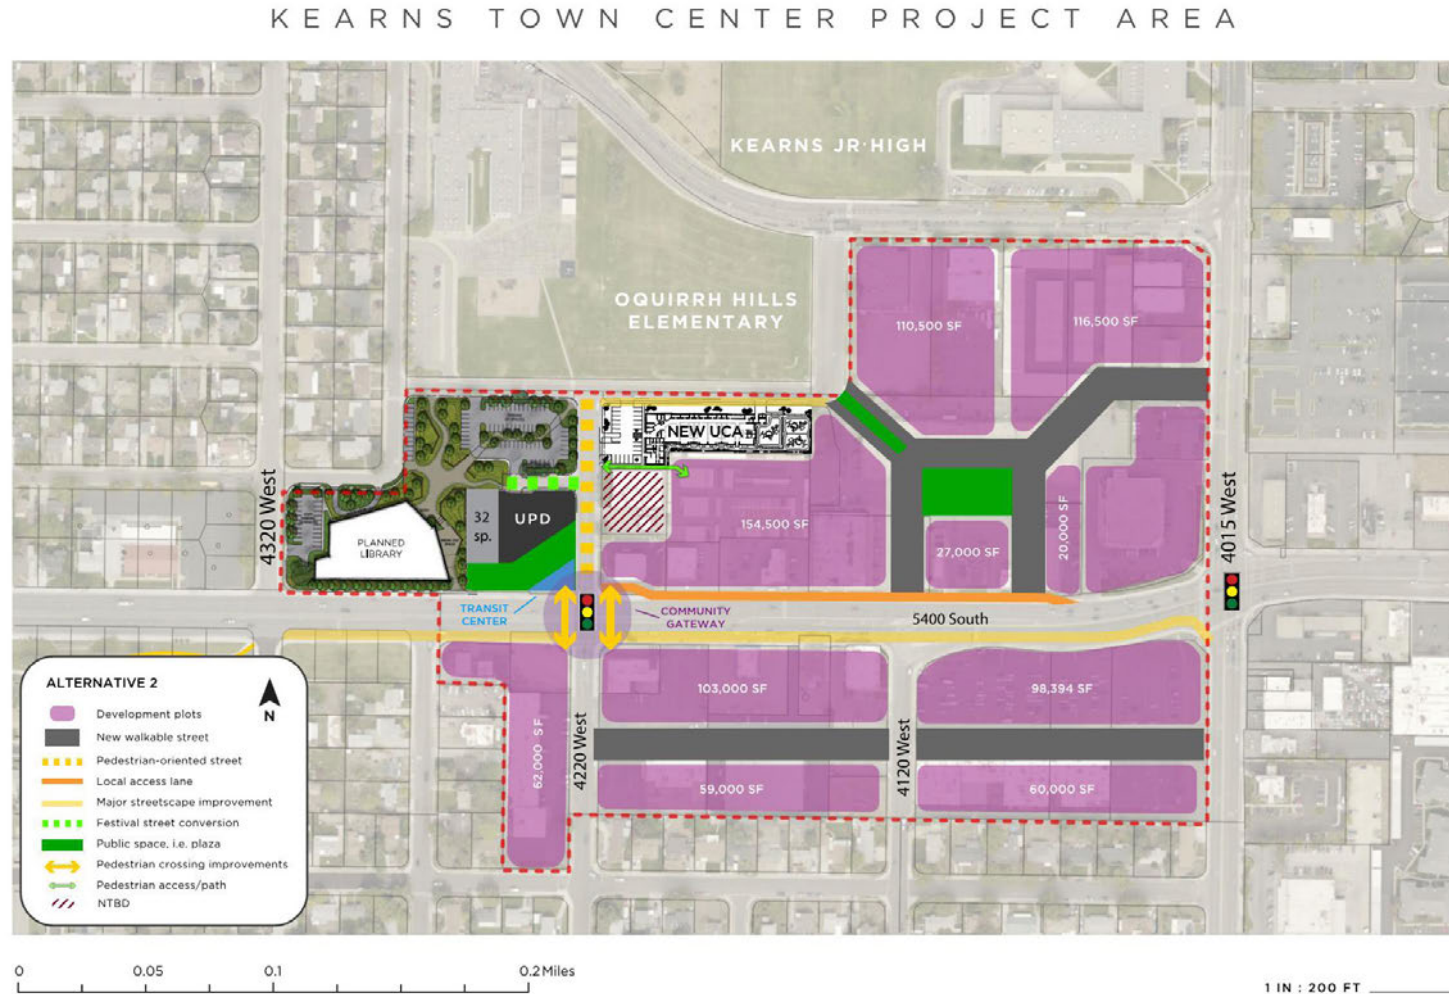 KEARNS TOWN CENTER PROJECT AREA
KEARNS JR HIGH
OQUIRRH HILLS
ELEMENTARY
110,500 SF
116,500 SF
NEW UCA
4320 West
32
sp.
UPD
PLANNED
LIBRARY
154,500 SF
27,000 SF
20,000 SF
4015 West
TRANSIT
CENTER
COMMUNITY
GATEWAY
5400 South
103,000 SF
98,394 SF
62,000 SF
4220 West
4120 West
59,000 SF
60,000 SF
ALTERNATIVE 2
N
Development plots
New walkable street
Pedestrian-oriented street
Local access lane
Major streetscape improvement
Festival street conversion
Public space, i.e. plaza
Pedestrian crossing improvements
Pedestrian access/path
NTBD
0 0.05 0.1 0.2 Miles
1 IN : 200 FT